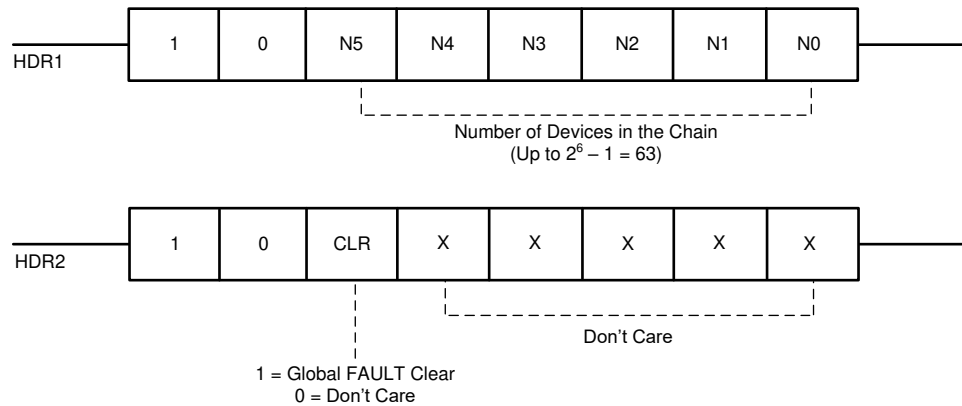 1 0 N5 N4 N3 N2 N1 N0
HDR1
Number of Devices in the Chain
(Up to 2⁶ – 1 = 63)
1 0 CLR X X X X X
HDR2
Don't Care
1 = Global FAULT Clear
0 = Don't Care